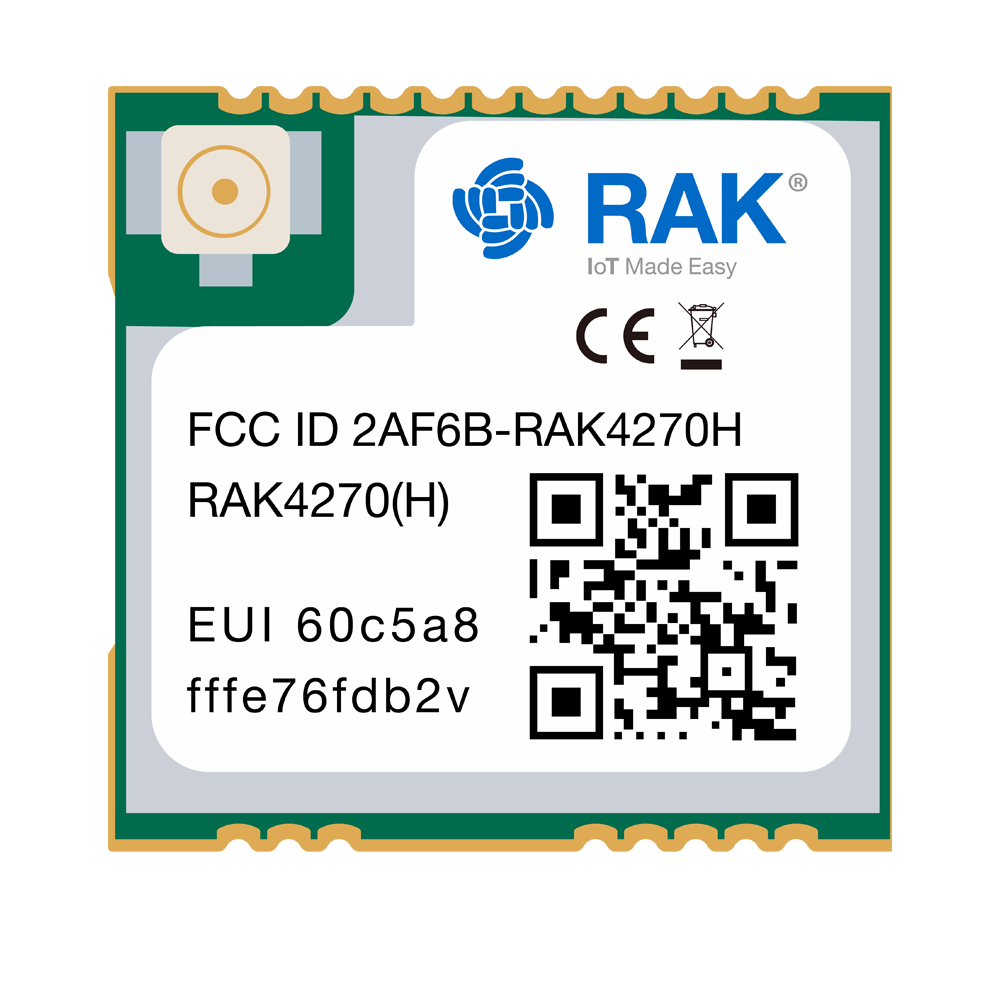 RAK®
IoT Made Easy
CE
FCC ID 2AF6B-RAK4270H
RAK4270(H)
EUI 60c5a8
fffe76fdb2v